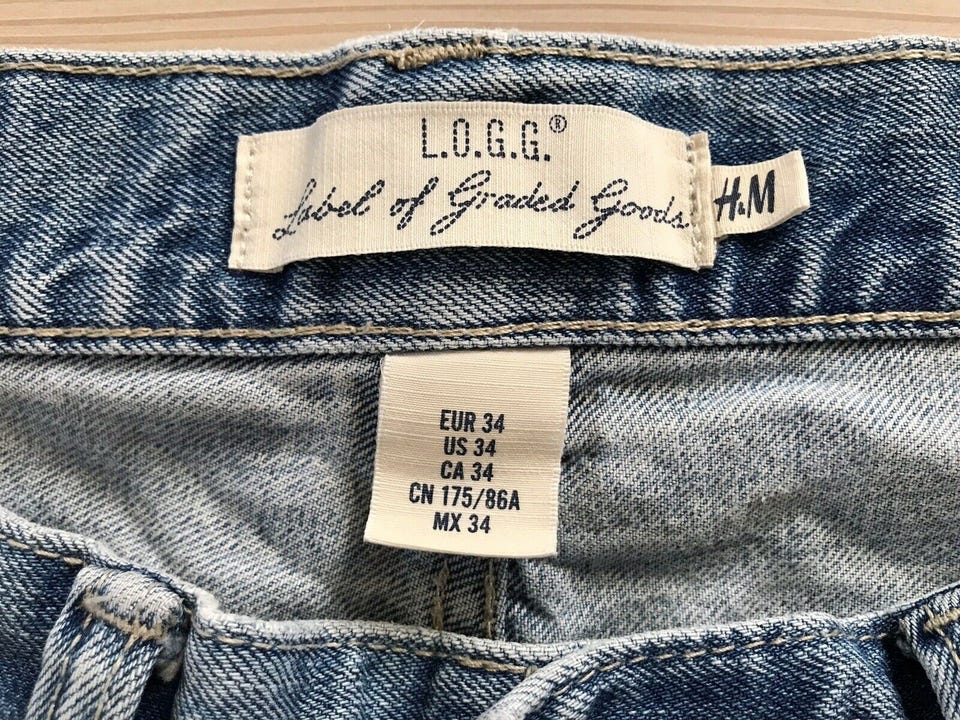 L.O.G.G.®
Label of Graded Goods
H&M
EUR 34
US 34
CA 34
CN 175/86A
MX 34